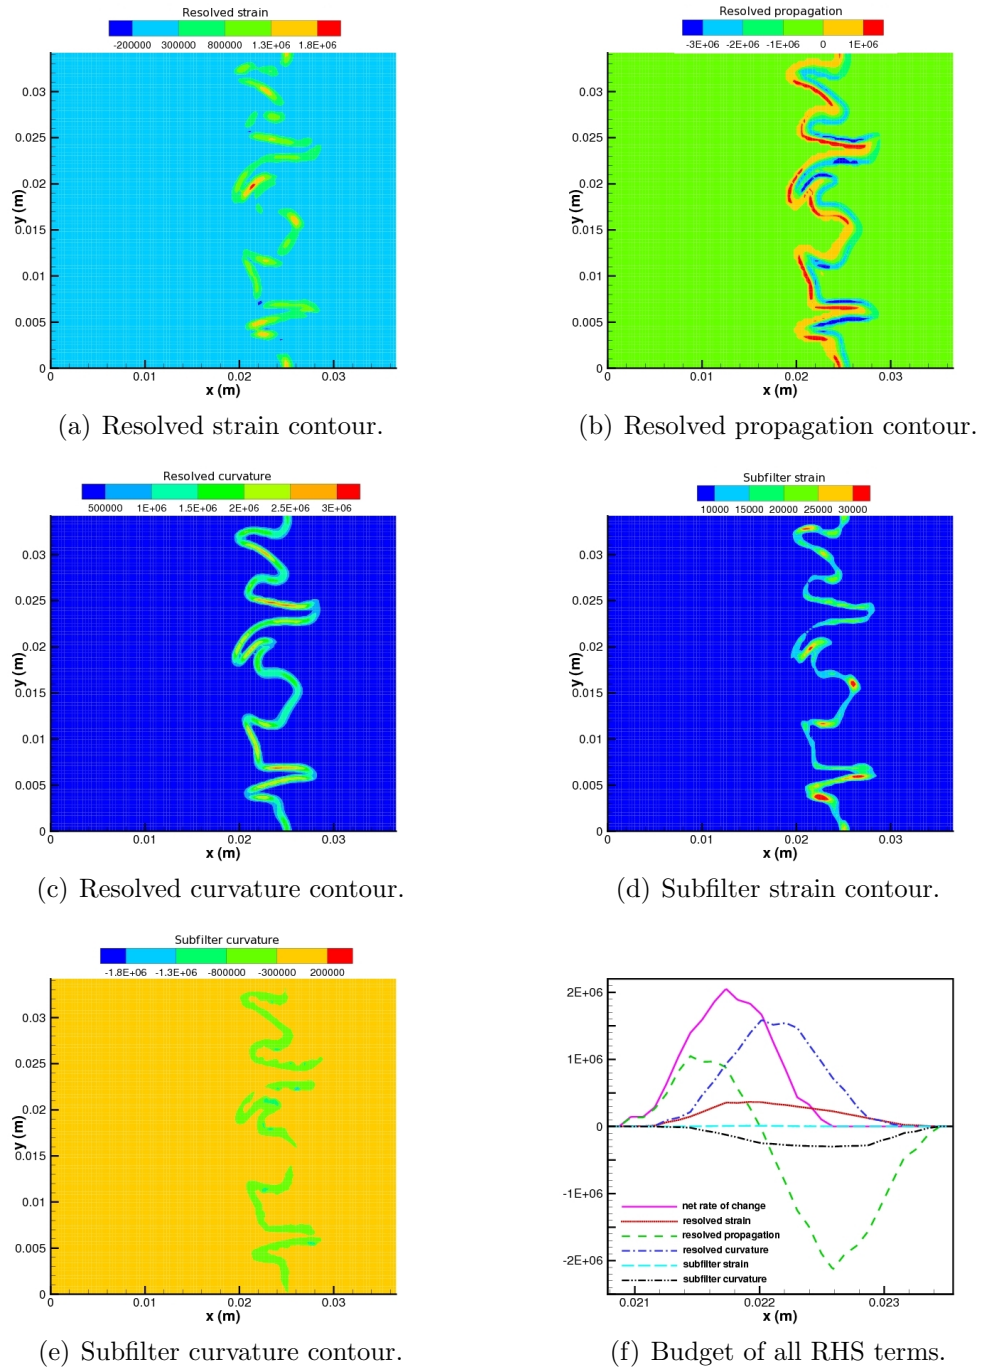 Resolved strain
-200000 300000 800000 1.3E+06 1.8E+06
0.03
0.025
0.02
0.015
0.01
0.005
0
y (m)
0 0.01 0.02 0.03
x (m)
(a) Resolved strain contour.
Resolved propagation
-3E+06 -2E+06 -1E+06 0 1E+06
0.03
0.025
0.02
0.015
0.01
0.005
0
y (m)
0 0.01 0.02 0.03
x (m)
(b) Resolved propagation contour.
Resolved curvature
500000 1E+06 1.5E+06 2E+06 2.5E+06 3E+06
0.03
0.025
0.02
0.015
0.01
0.005
0
y (m)
0 0.01 0.02 0.03
x (m)
(c) Resolved curvature contour.
Subfilter strain
10000 15000 20000 25000 30000
0.03
0.025
0.02
0.015
0.01
0.005
0
y (m)
0 0.01 0.02 0.03
x (m)
(d) Subfilter strain contour.
Subfilter curvature
-1.8E+06 -1.3E+06 -800000 -300000 200000
0.03
0.025
0.02
0.015
0.01
0.005
0
y (m)
0 0.01 0.02 0.03
x (m)
(e) Subfilter curvature contour.
2E+06
1E+06
0
-1E+06
-2E+06
net rate of change
resolved strain
resolved propagation
resolved curvature
subfilter strain
subfilter curvature
0.021 0.022 0.023
x (m)
(f) Budget of all RHS terms.